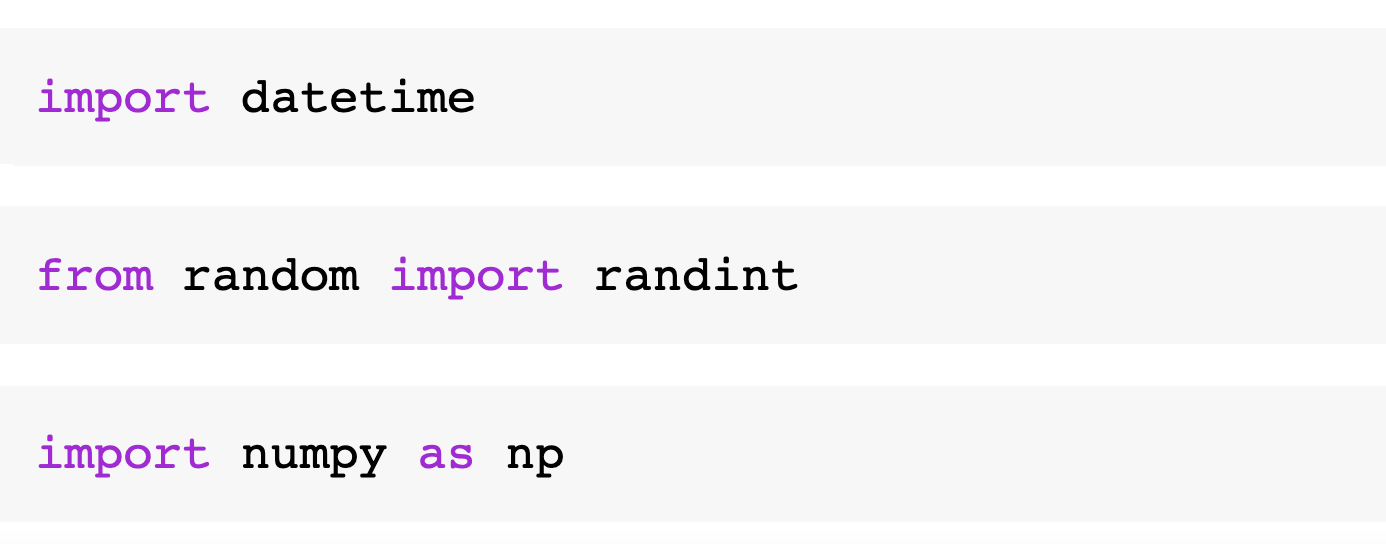 import datetime
from random import randint
import numpy as np